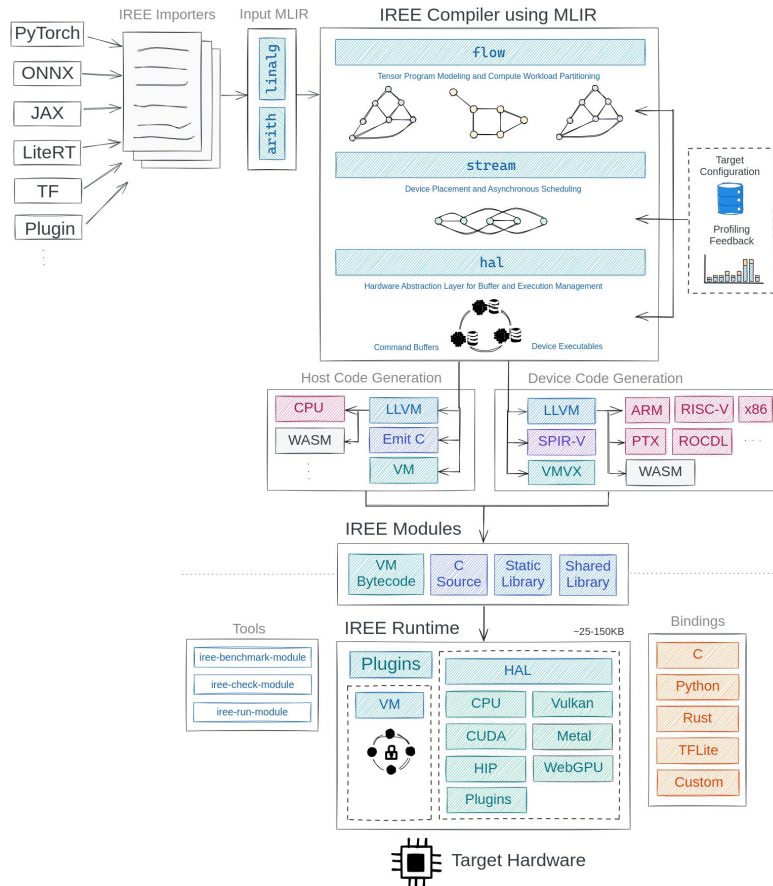 IREE Importers
PyTorch
ONNX
JAX
LiteRT
TF
Plugin
Input MLIR
linalg
arith
IREE Compiler using MLIR
flow
Tensor Program Modeling and Compute Workload Partitioning
stream
Device Placement and Asynchronous Scheduling
hal
Hardware Abstraction Layer for Buffer and Execution Management
Command Buffers
Device Executables
Target
Configuration
Profiling
Feedback
Host Code Generation
CPU
LLVM
WASM
Emit C
VM
Device Code Generation
LLVM
ARM
RISC-V
x86
SPIR-V
PTX
ROCDL
VMVX
WASM
IREE Modules
VM
Bytecode
C
Source
Static
Library
Shared
Library
Tools
iree-benchmark-module
iree-check-module
iree-run-module
IREE Runtime
~25-150KB
Plugins
VM
HAL
CPU
Vulkan
CUDA
Metal
HIP
WebGPU
Plugins
Bindings
C
Python
Rust
TFLite
Custom
Target Hardware